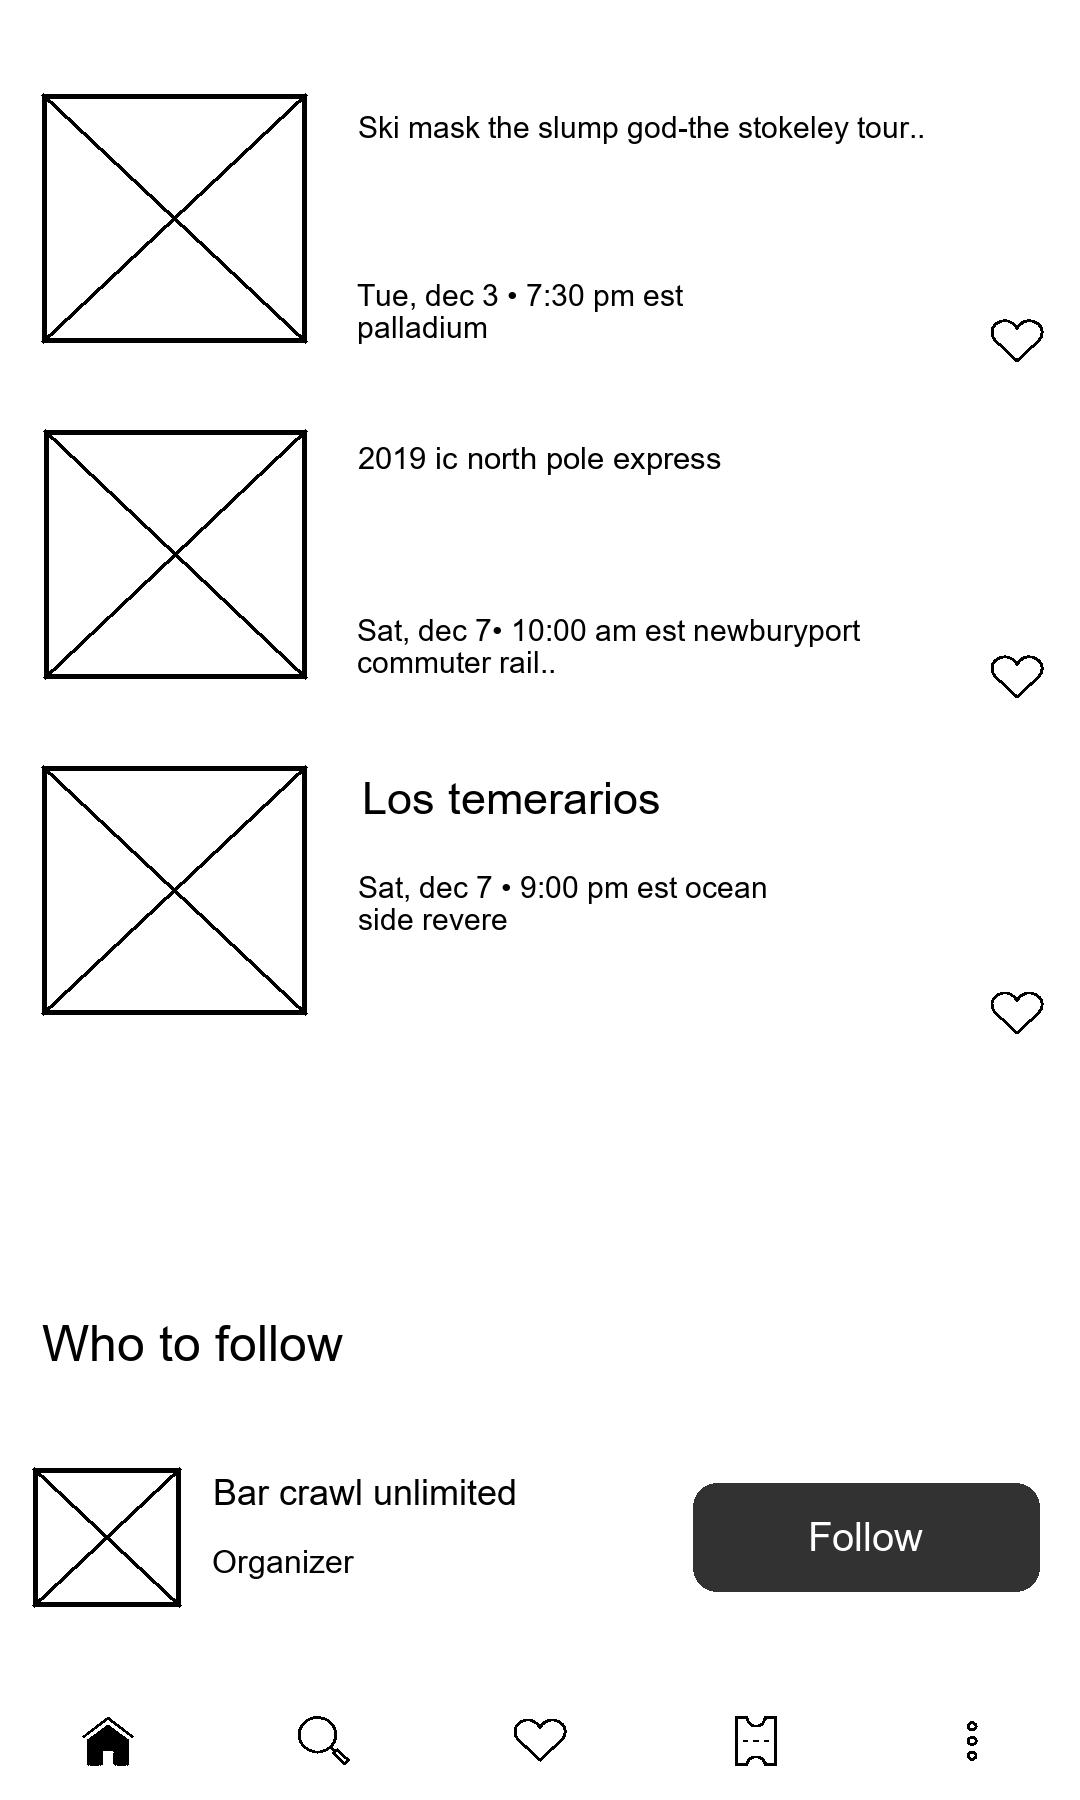 Ski mask the slump god-the stokeley tour..
Tue, dec 3 • 7:30 pm est
palladium
2019 ic north pole express
Sat, dec 7• 10:00 am est newburyport
commuter rail..
Los temerarios
Sat, dec 7 • 9:00 pm est ocean
side revere
Who to follow
Bar crawl unlimited
Organizer
Follow